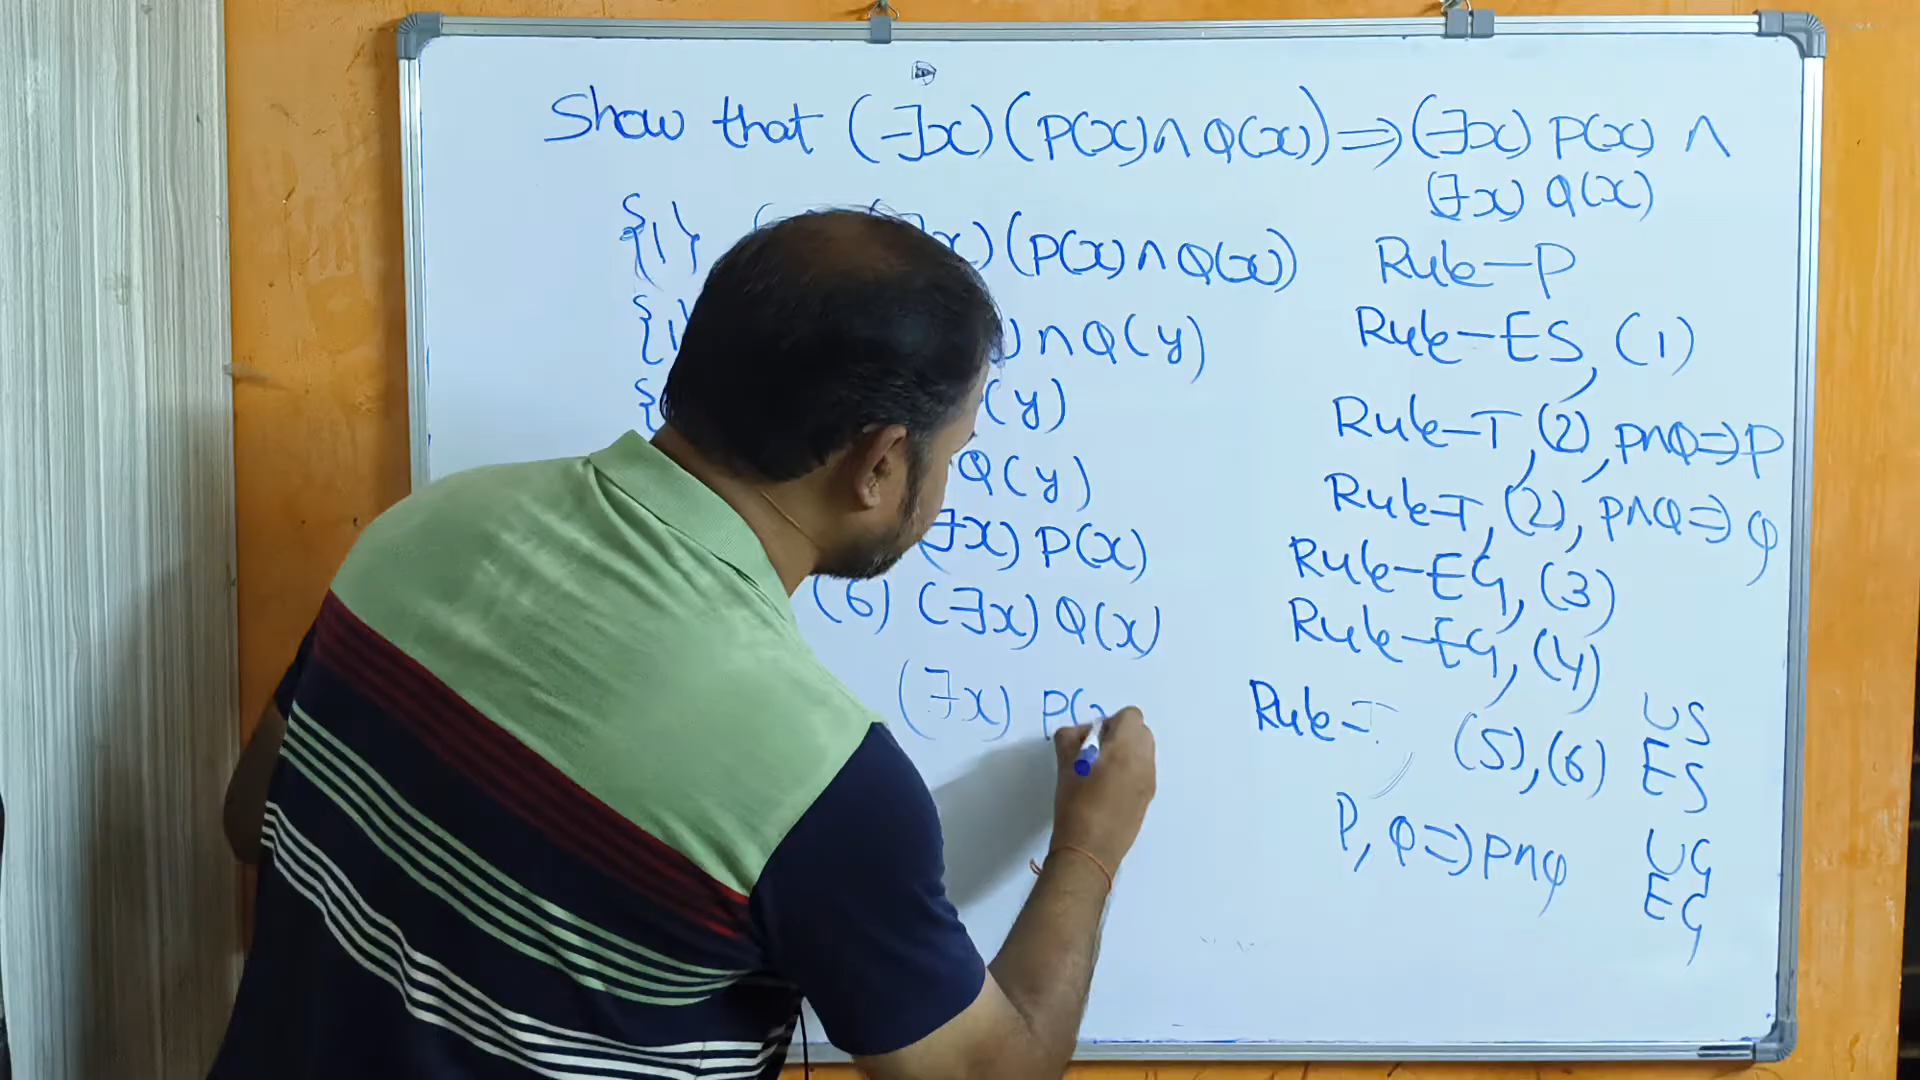 Show that (∃x)(P(x)∧Q(x))⇒(∃x) P(x) ∧
(∃x) Q(x)
{1} x)(P(x)∧Q(x)) Rule-P
{1} )∧Q(y) Rule-ES, (1)
{ (y) Rule-T, (2), P∧Q⇒P
Q(y) Rule-T, (2), P∧Q⇒Q
(∃x) P(x) Rule-EG, (3)
(6) (∃x) Q(x) Rule-EG, (4)
(∃x) P( Rule-T (5),(6) US
ES
P, Q⇒P∧Q UG
EG